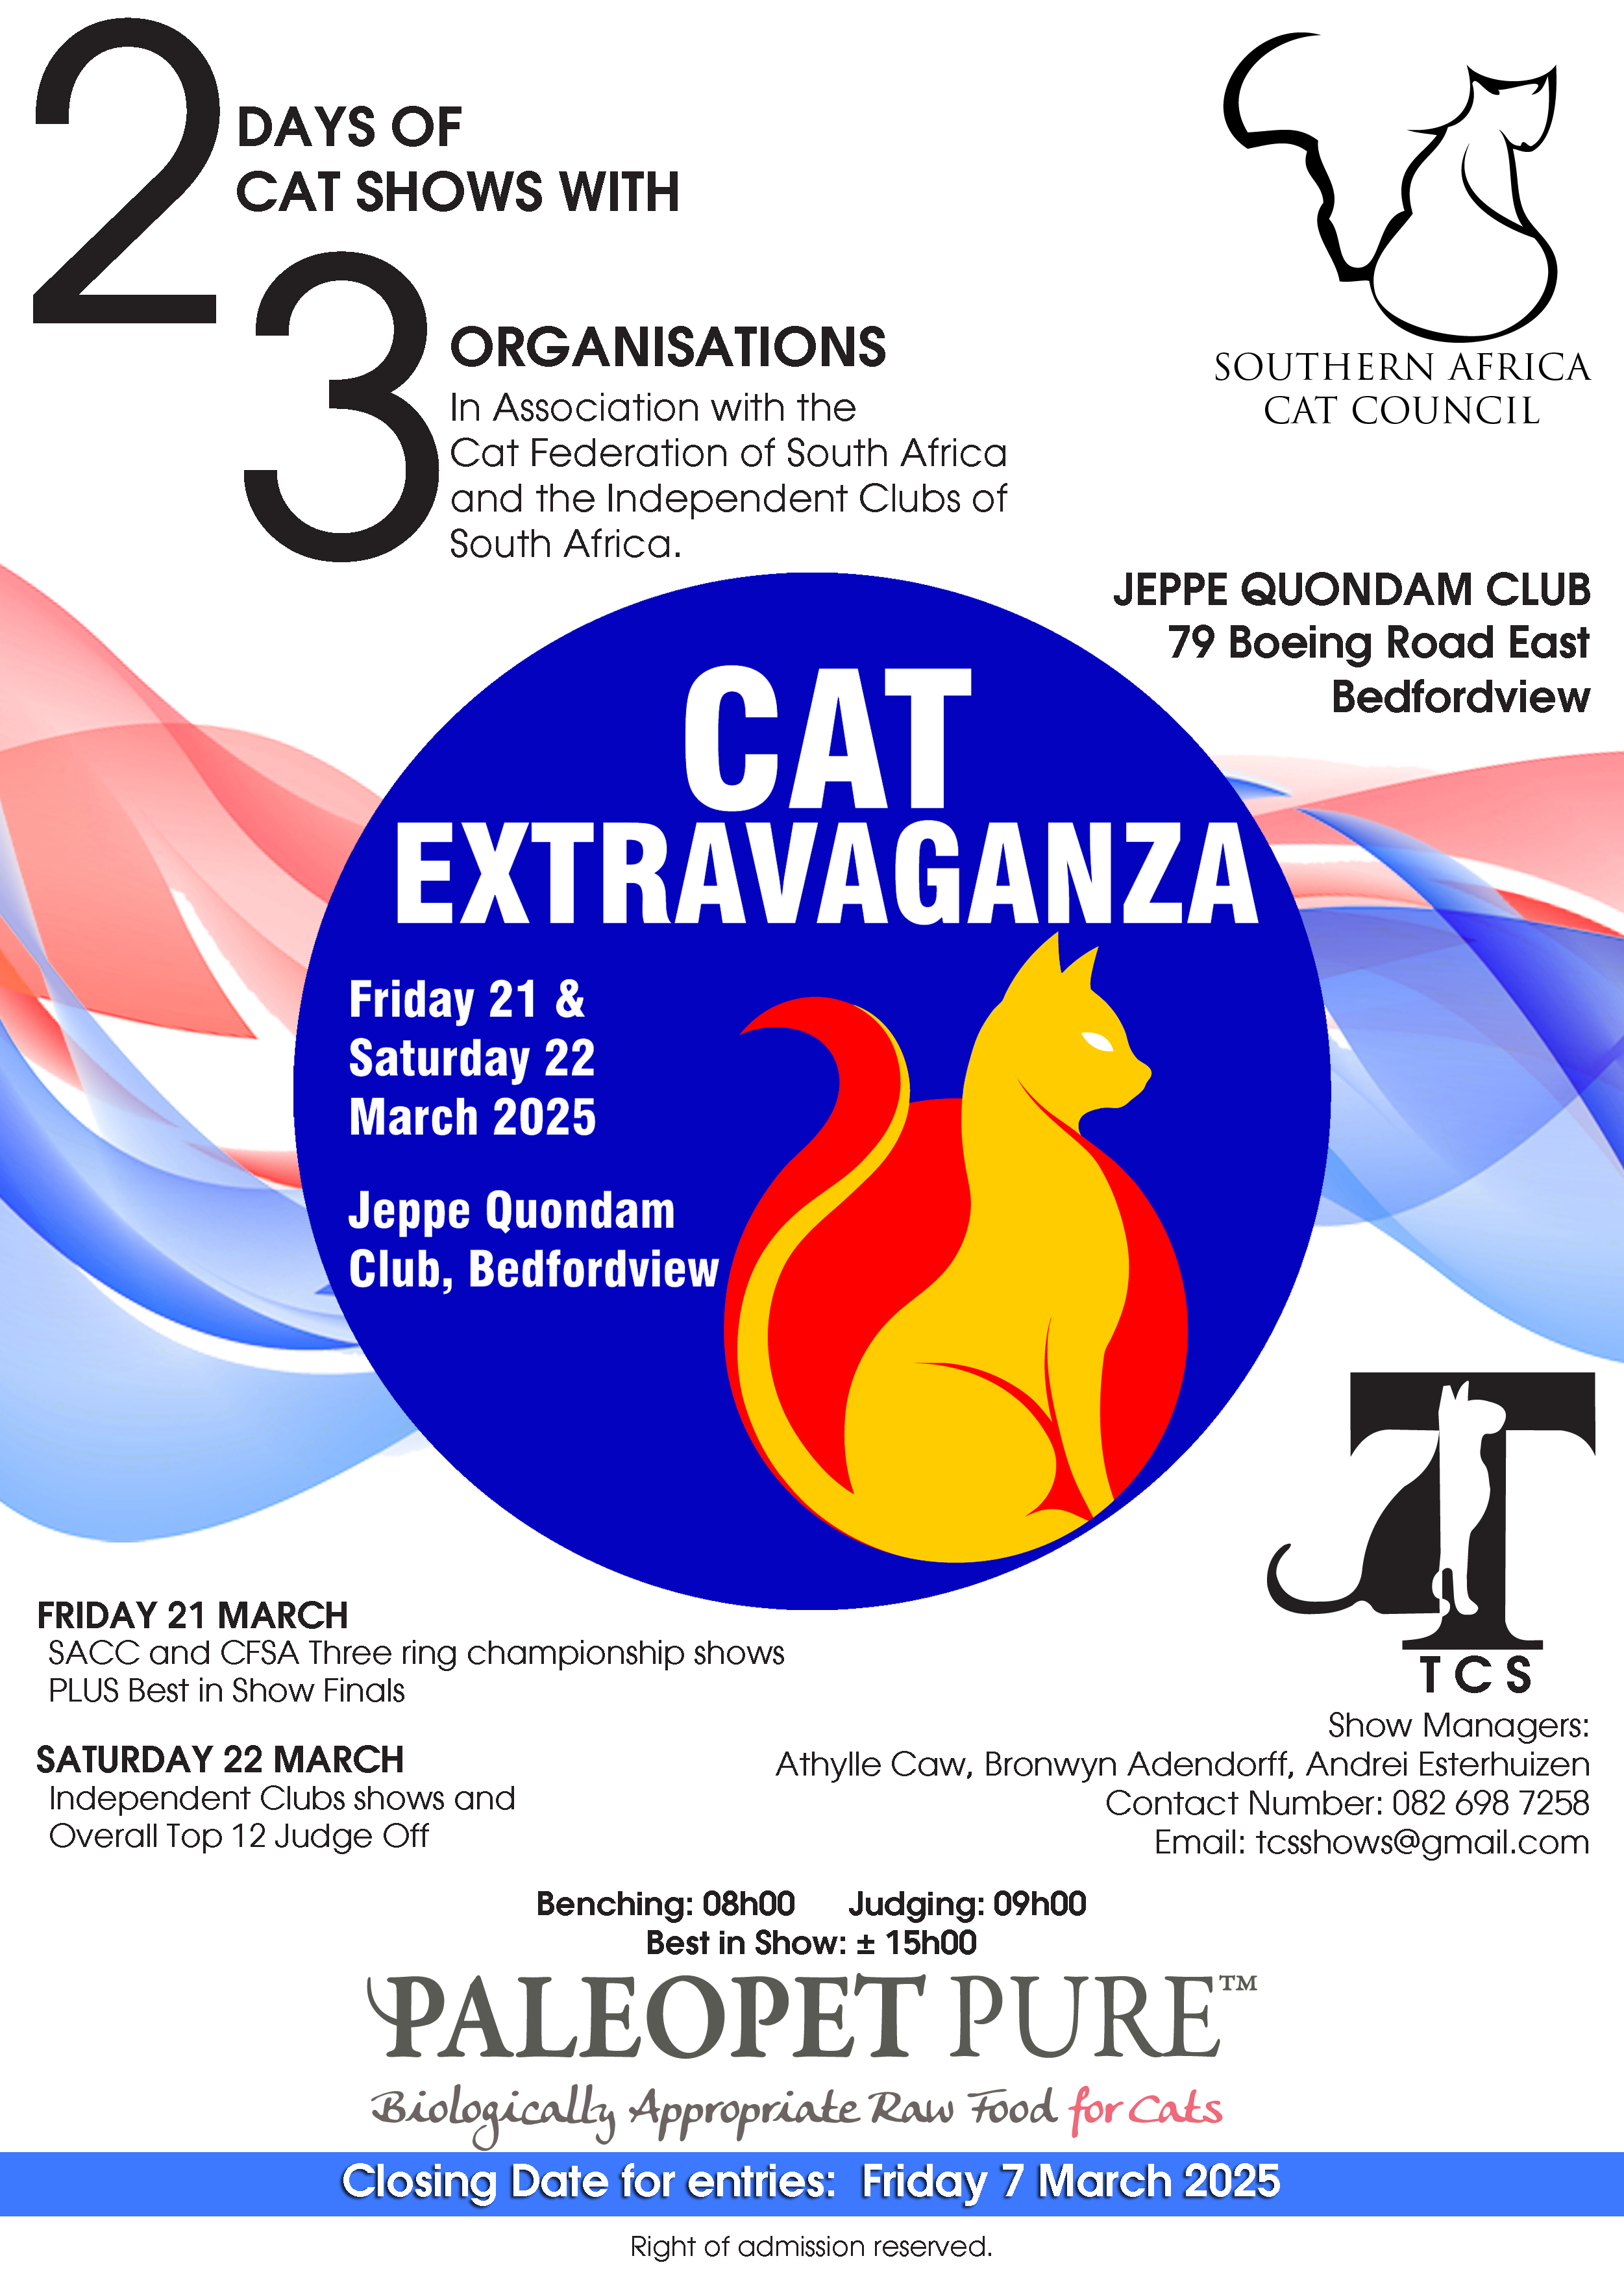 2
DAYS OF
CAT SHOWS WITH
3
ORGANISATIONS
In Association with the
Cat Federation of South Africa
and the Independent Clubs of
South Africa.
SOUTHERN AFRICA
CAT COUNCIL
JEPPE QUONDAM CLUB
79 Boeing Road East
Bedfordview
CAT
EXTRAVAGANZA
Friday 21 &
Saturday 22
March 2025
Jeppe Quondam
Club, Bedfordview
T
TCS
FRIDAY 21 MARCH
SACC and CFSA Three ring championship shows
PLUS Best in Show Finals
SATURDAY 22 MARCH
Independent Clubs shows and
Overall Top 12 Judge Off
Show Managers:
Athylle Caw, Bronwyn Adendorff, Andrei Esterhuizen
Contact Number: 082 698 7258
Email: tcsshows@gmail.com
Benching: 08h00 Judging: 09h00
Best in Show: ± 15h00
PALEOPET PURE™
Biologically Appropriate Raw Food for Cats
Closing Date for entries: Friday 7 March 2025
Right of admission reserved.